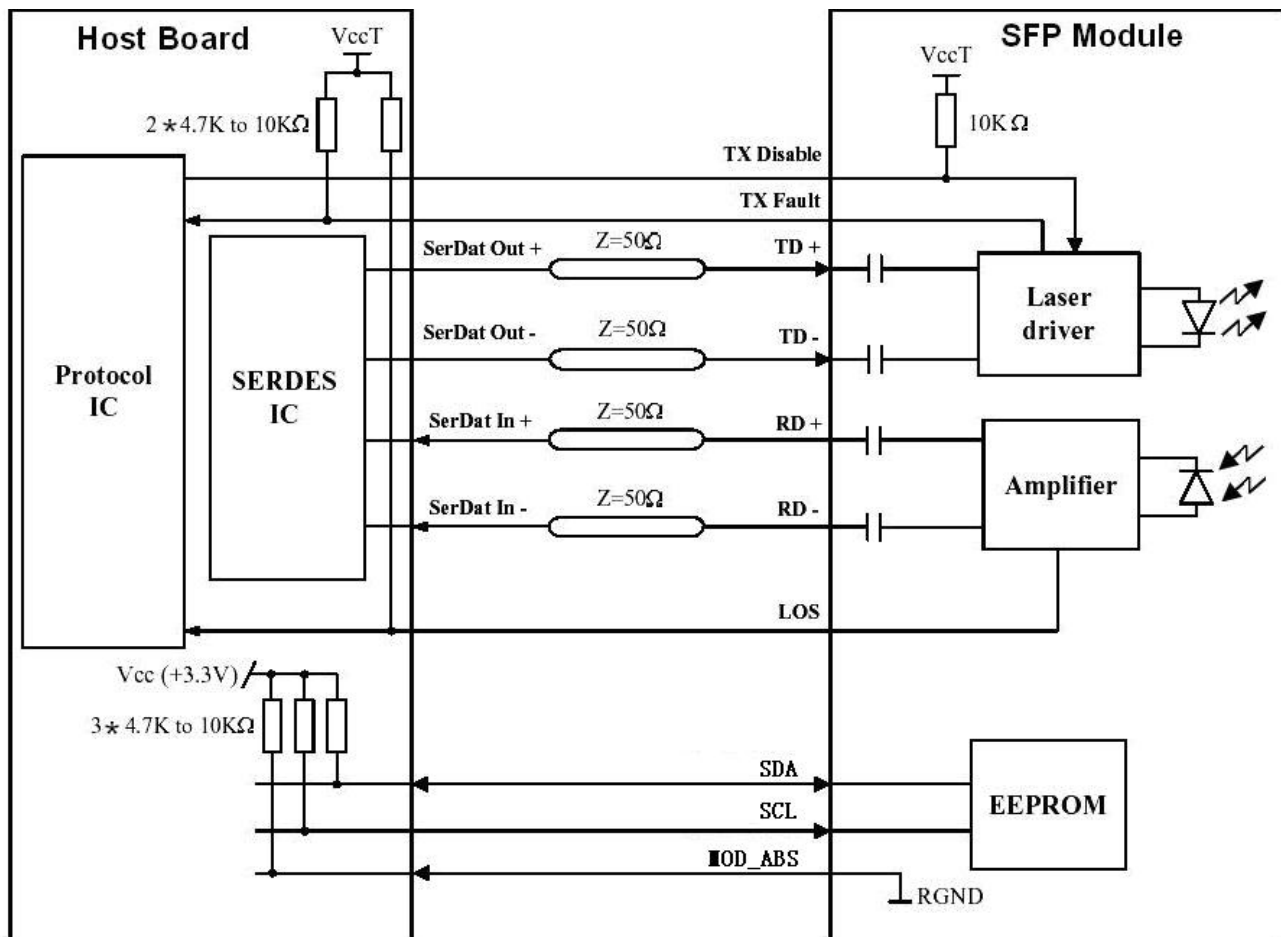 Host Board
SFP Module
VccT
VccT
2*4.7K to 10KΩ
10KΩ
TX Disable
TX Fault
SerDat Out +
Z=50Ω
TD +
Laser
driver
SerDat Out -
Z=50Ω
TD -
Protocol
IC
SERDES
IC
SerDat In +
Z=50Ω
RD +
Amplifier
SerDat In -
Z=50Ω
RD -
LOS
Vcc (+3.3V)
3*4.7K to 10KΩ
SDA
EEPROM
SCL
MOD_ABS
RGND